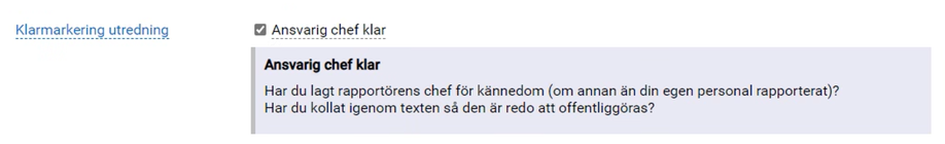 Klarmarkering utredning
Ansvarig chef klar
Ansvarig chef klar
Har du lagt rapportörens chef för kännedom (om annan än din egen personal rapporterat)?
Har du kollat igenom texten så den är redo att offentliggöras?